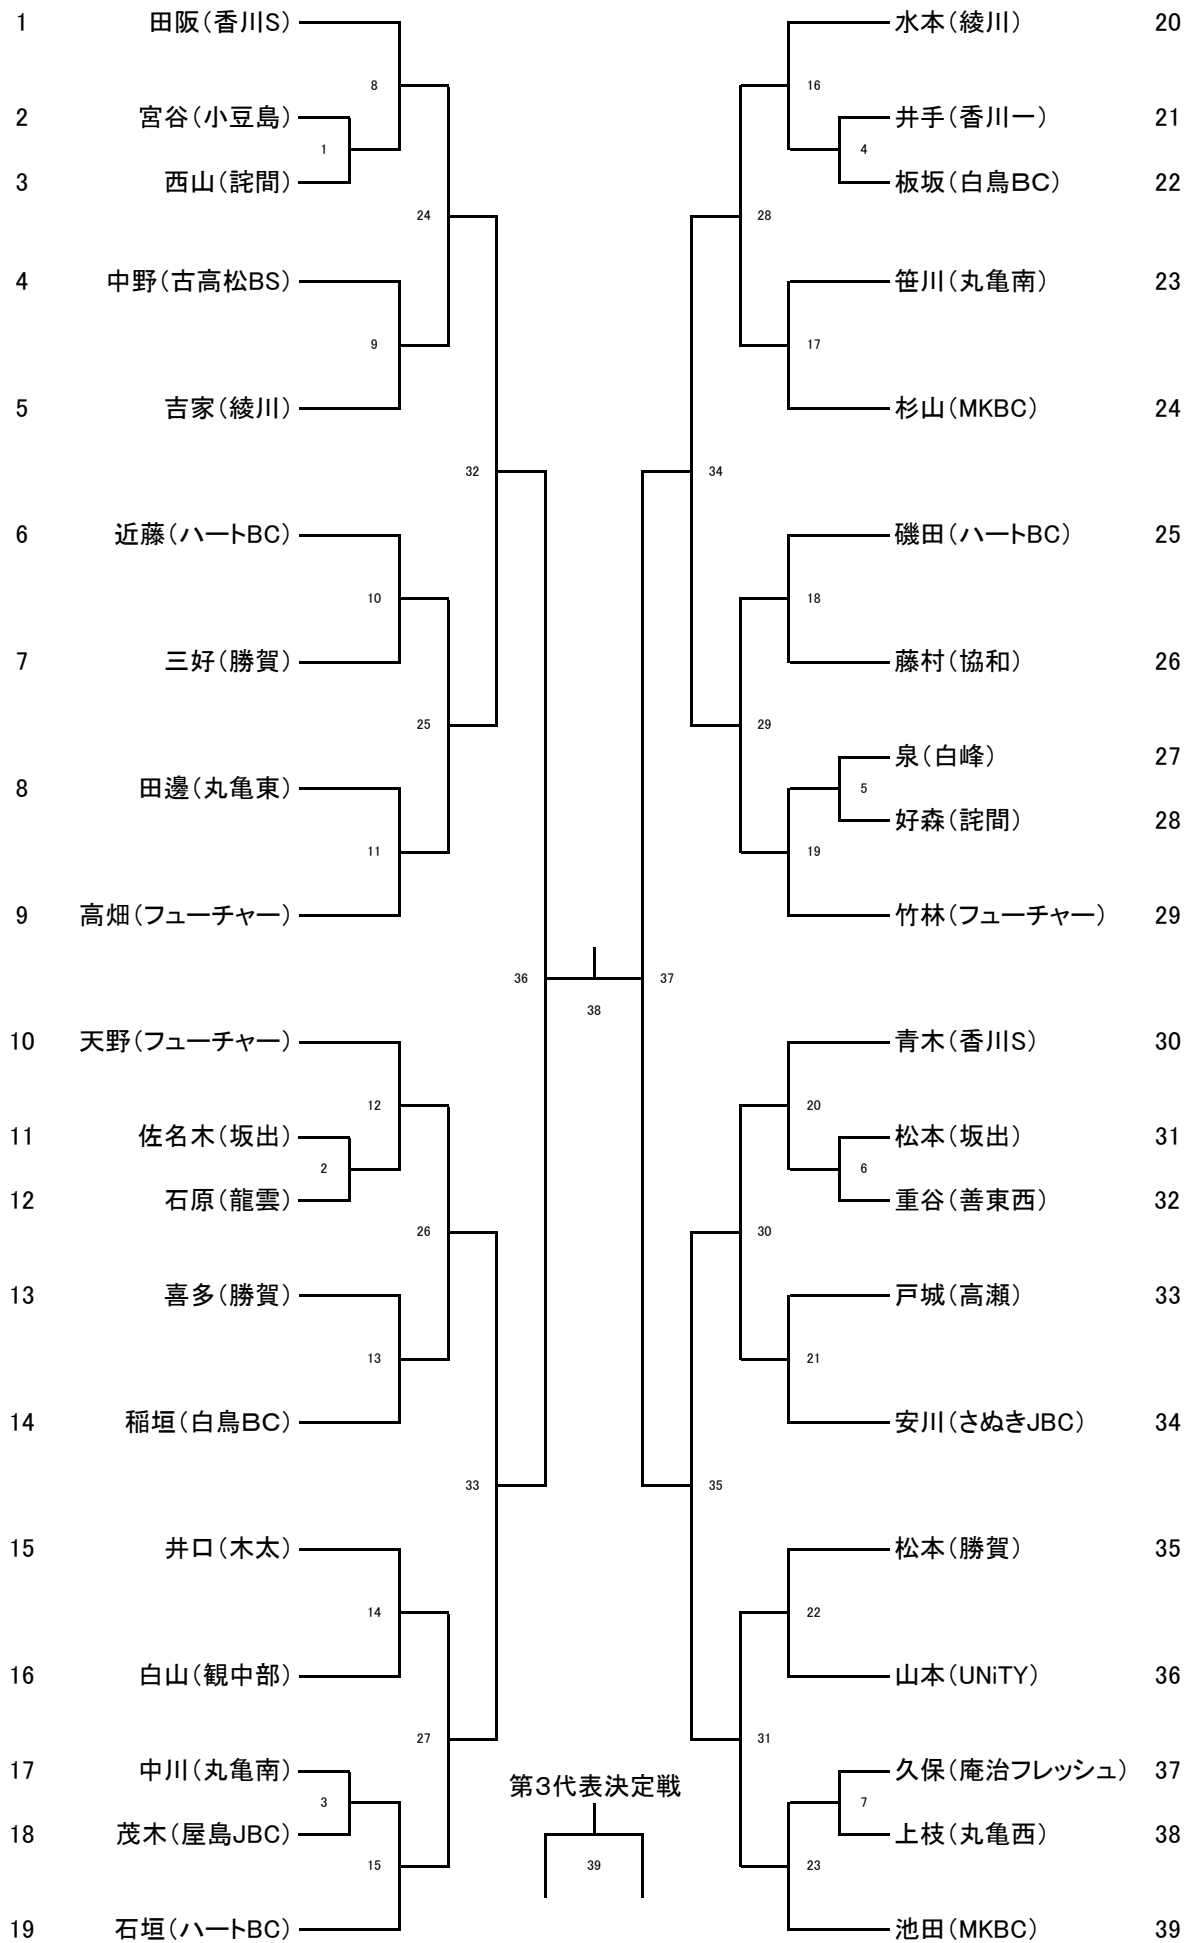 1 田阪（香川S）
8
2 宮谷（小豆島）
1
3 西山（詫間）
24
4 中野（古高松BS）
9
5 吉家（綾川）
32
6 近藤（ハートBC）
10
7 三好（勝賀）
25
8 田邊（丸亀東）
11
9 高畑（フューチャー）
36
38
10 天野（フューチャー）
12
11 佐名木（坂出）
2
12 石原（龍雲）
26
13 喜多（勝賀）
13
14 稲垣（白鳥BC）
33
15 井口（木太）
14
16 白山（観中部）
27
17 中川（丸亀南）
3
18 茂木（屋島JBC）
15
19 石垣（ハートBC）
水本（綾川） 20
16
井手（香川一） 21
4
板坂（白鳥BC） 22
28
笹川（丸亀南） 23
17
杉山（MKBC） 24
34
磯田（ハートBC） 25
18
藤村（協和） 26
29
泉（白峰） 27
5
好森（詫間） 28
19
竹林（フューチャー） 29
37
青木（香川S） 30
20
松本（坂出） 31
6
重谷（善東西） 32
30
戸城（高瀬） 33
21
安川（さぬきJBC） 34
35
松本（勝賀） 35
22
山本（UNiTY） 36
31
久保（庵治フレッシュ） 37
7
上枝（丸亀西） 38
23
池田（MKBC） 39
第3代表決定戦
39